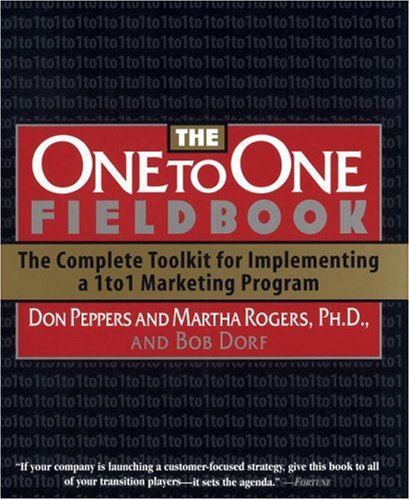 THE
ONE TO ONE
FIELDBOOK
The Complete Toolkit for Implementing
a 1to1 Marketing Program
DON PEPPERS AND MARTHA ROGERS, PH.D.,
AND BOB DORF
"If your company is launching a customer-focused strategy, give this book to all
of your transition players—it sets the agenda." —FORTUNE